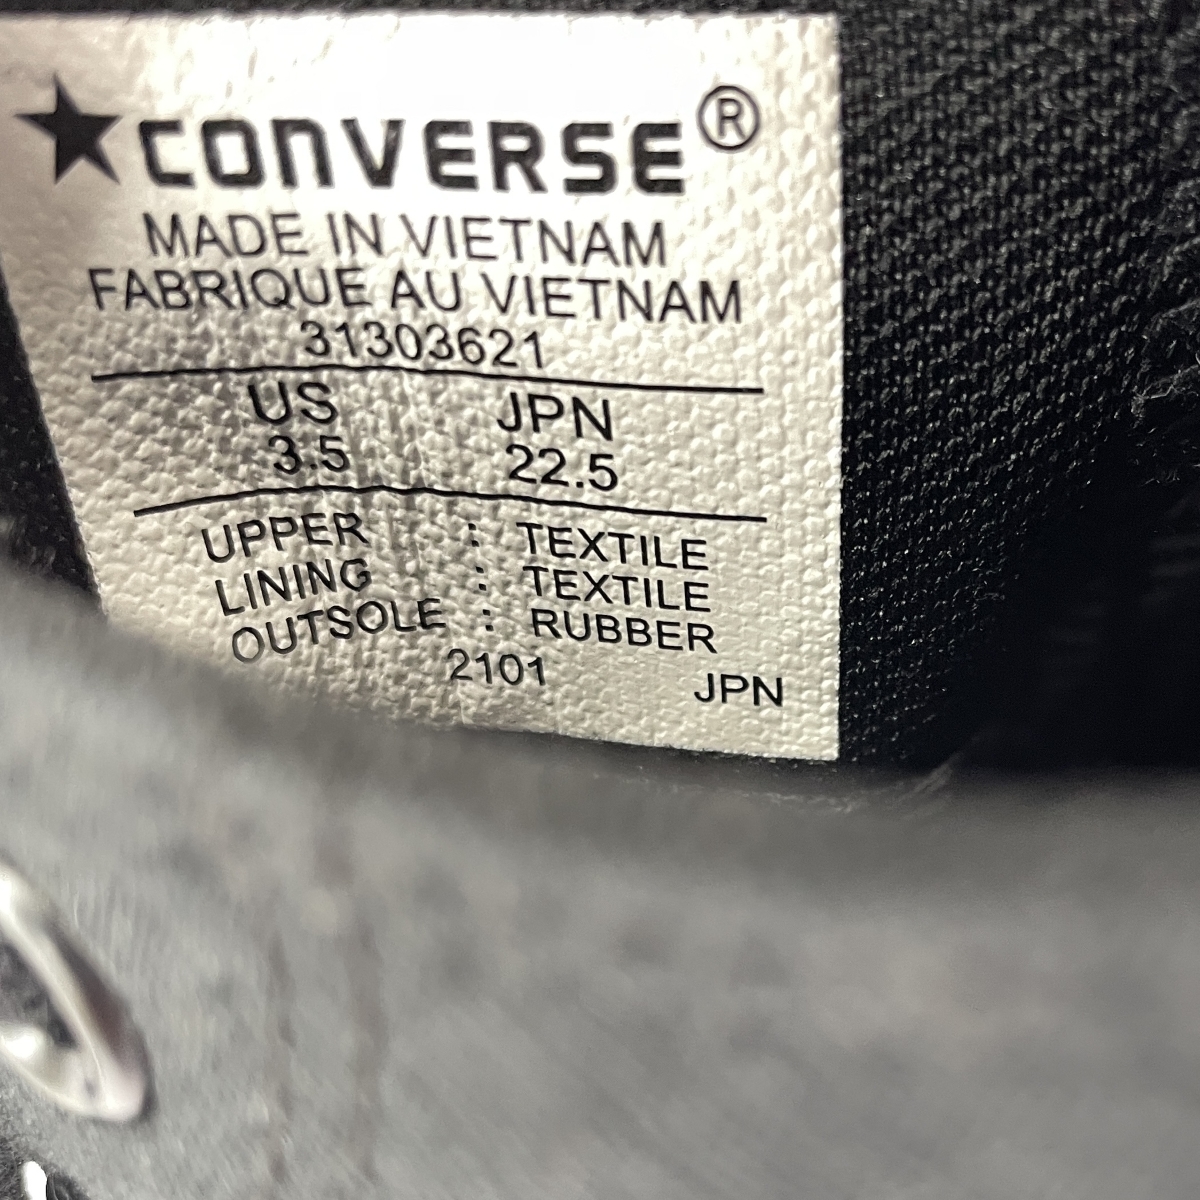 ★CONVERSE®
MADE IN VIETNAM
FABRIQUE AU VIETNAM
31303621
US JPN
3.5 22.5
UPPER : TEXTILE
LINING : TEXTILE
OUTSOLE : RUBBER
2101 JPN